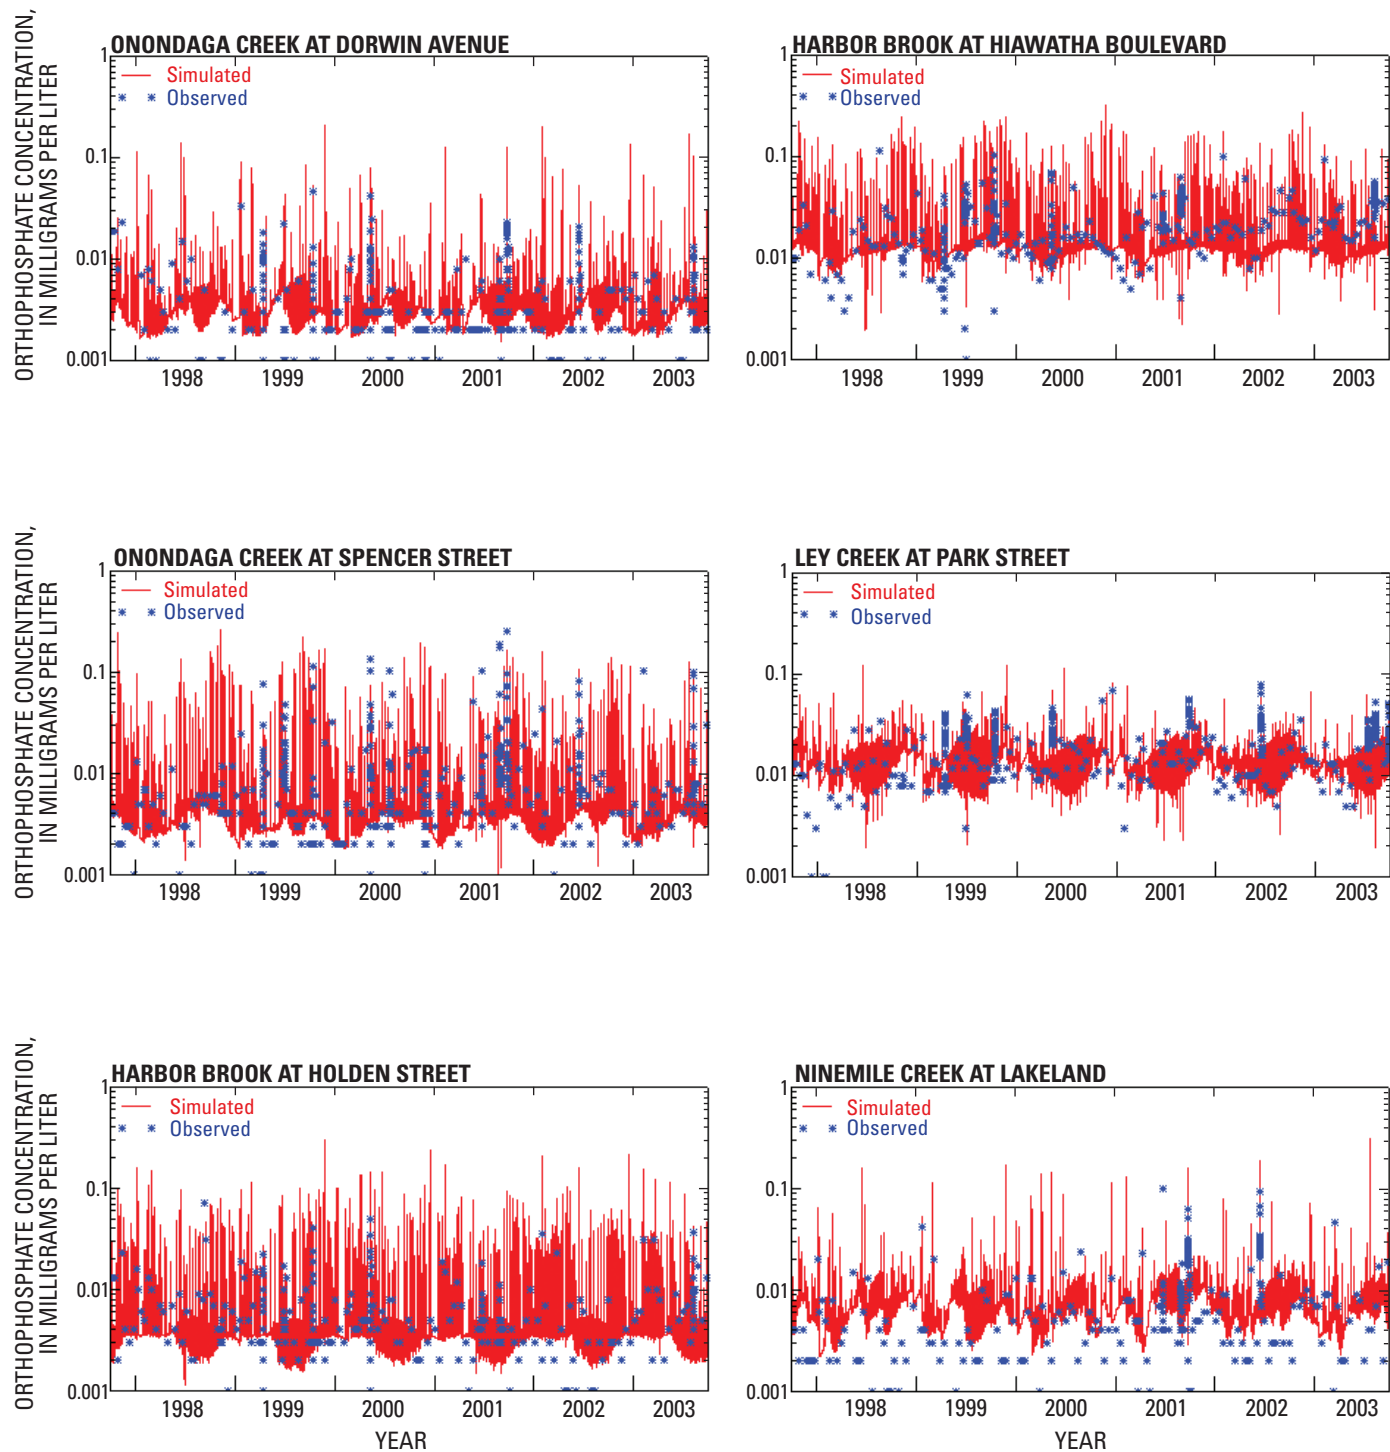 ORTHOPHOSPHATE CONCENTRATION,
IN MILLIGRAMS PER LITER
ONONDAGA CREEK AT DORWIN AVENUE
Simulated
Observed
1
0.1
0.01
0.001
1998 1999 2000 2001 2002 2003
HARBOR BROOK AT HIAWATHA BOULEVARD
Simulated
Observed
1
0.1
0.01
0.001
1998 1999 2000 2001 2002 2003
ORTHOPHOSPHATE CONCENTRATION,
IN MILLIGRAMS PER LITER
ONONDAGA CREEK AT SPENCER STREET
Simulated
Observed
1
0.1
0.01
0.001
1998 1999 2000 2001 2002 2003
LEY CREEK AT PARK STREET
Simulated
Observed
1
0.1
0.01
0.001
1998 1999 2000 2001 2002 2003
ORTHOPHOSPHATE CONCENTRATION,
IN MILLIGRAMS PER LITER
HARBOR BROOK AT HOLDEN STREET
Simulated
Observed
1
0.1
0.01
0.001
1998 1999 2000 2001 2002 2003
YEAR
NINEMILE CREEK AT LAKELAND
Simulated
Observed
1
0.1
0.01
0.001
1998 1999 2000 2001 2002 2003
YEAR